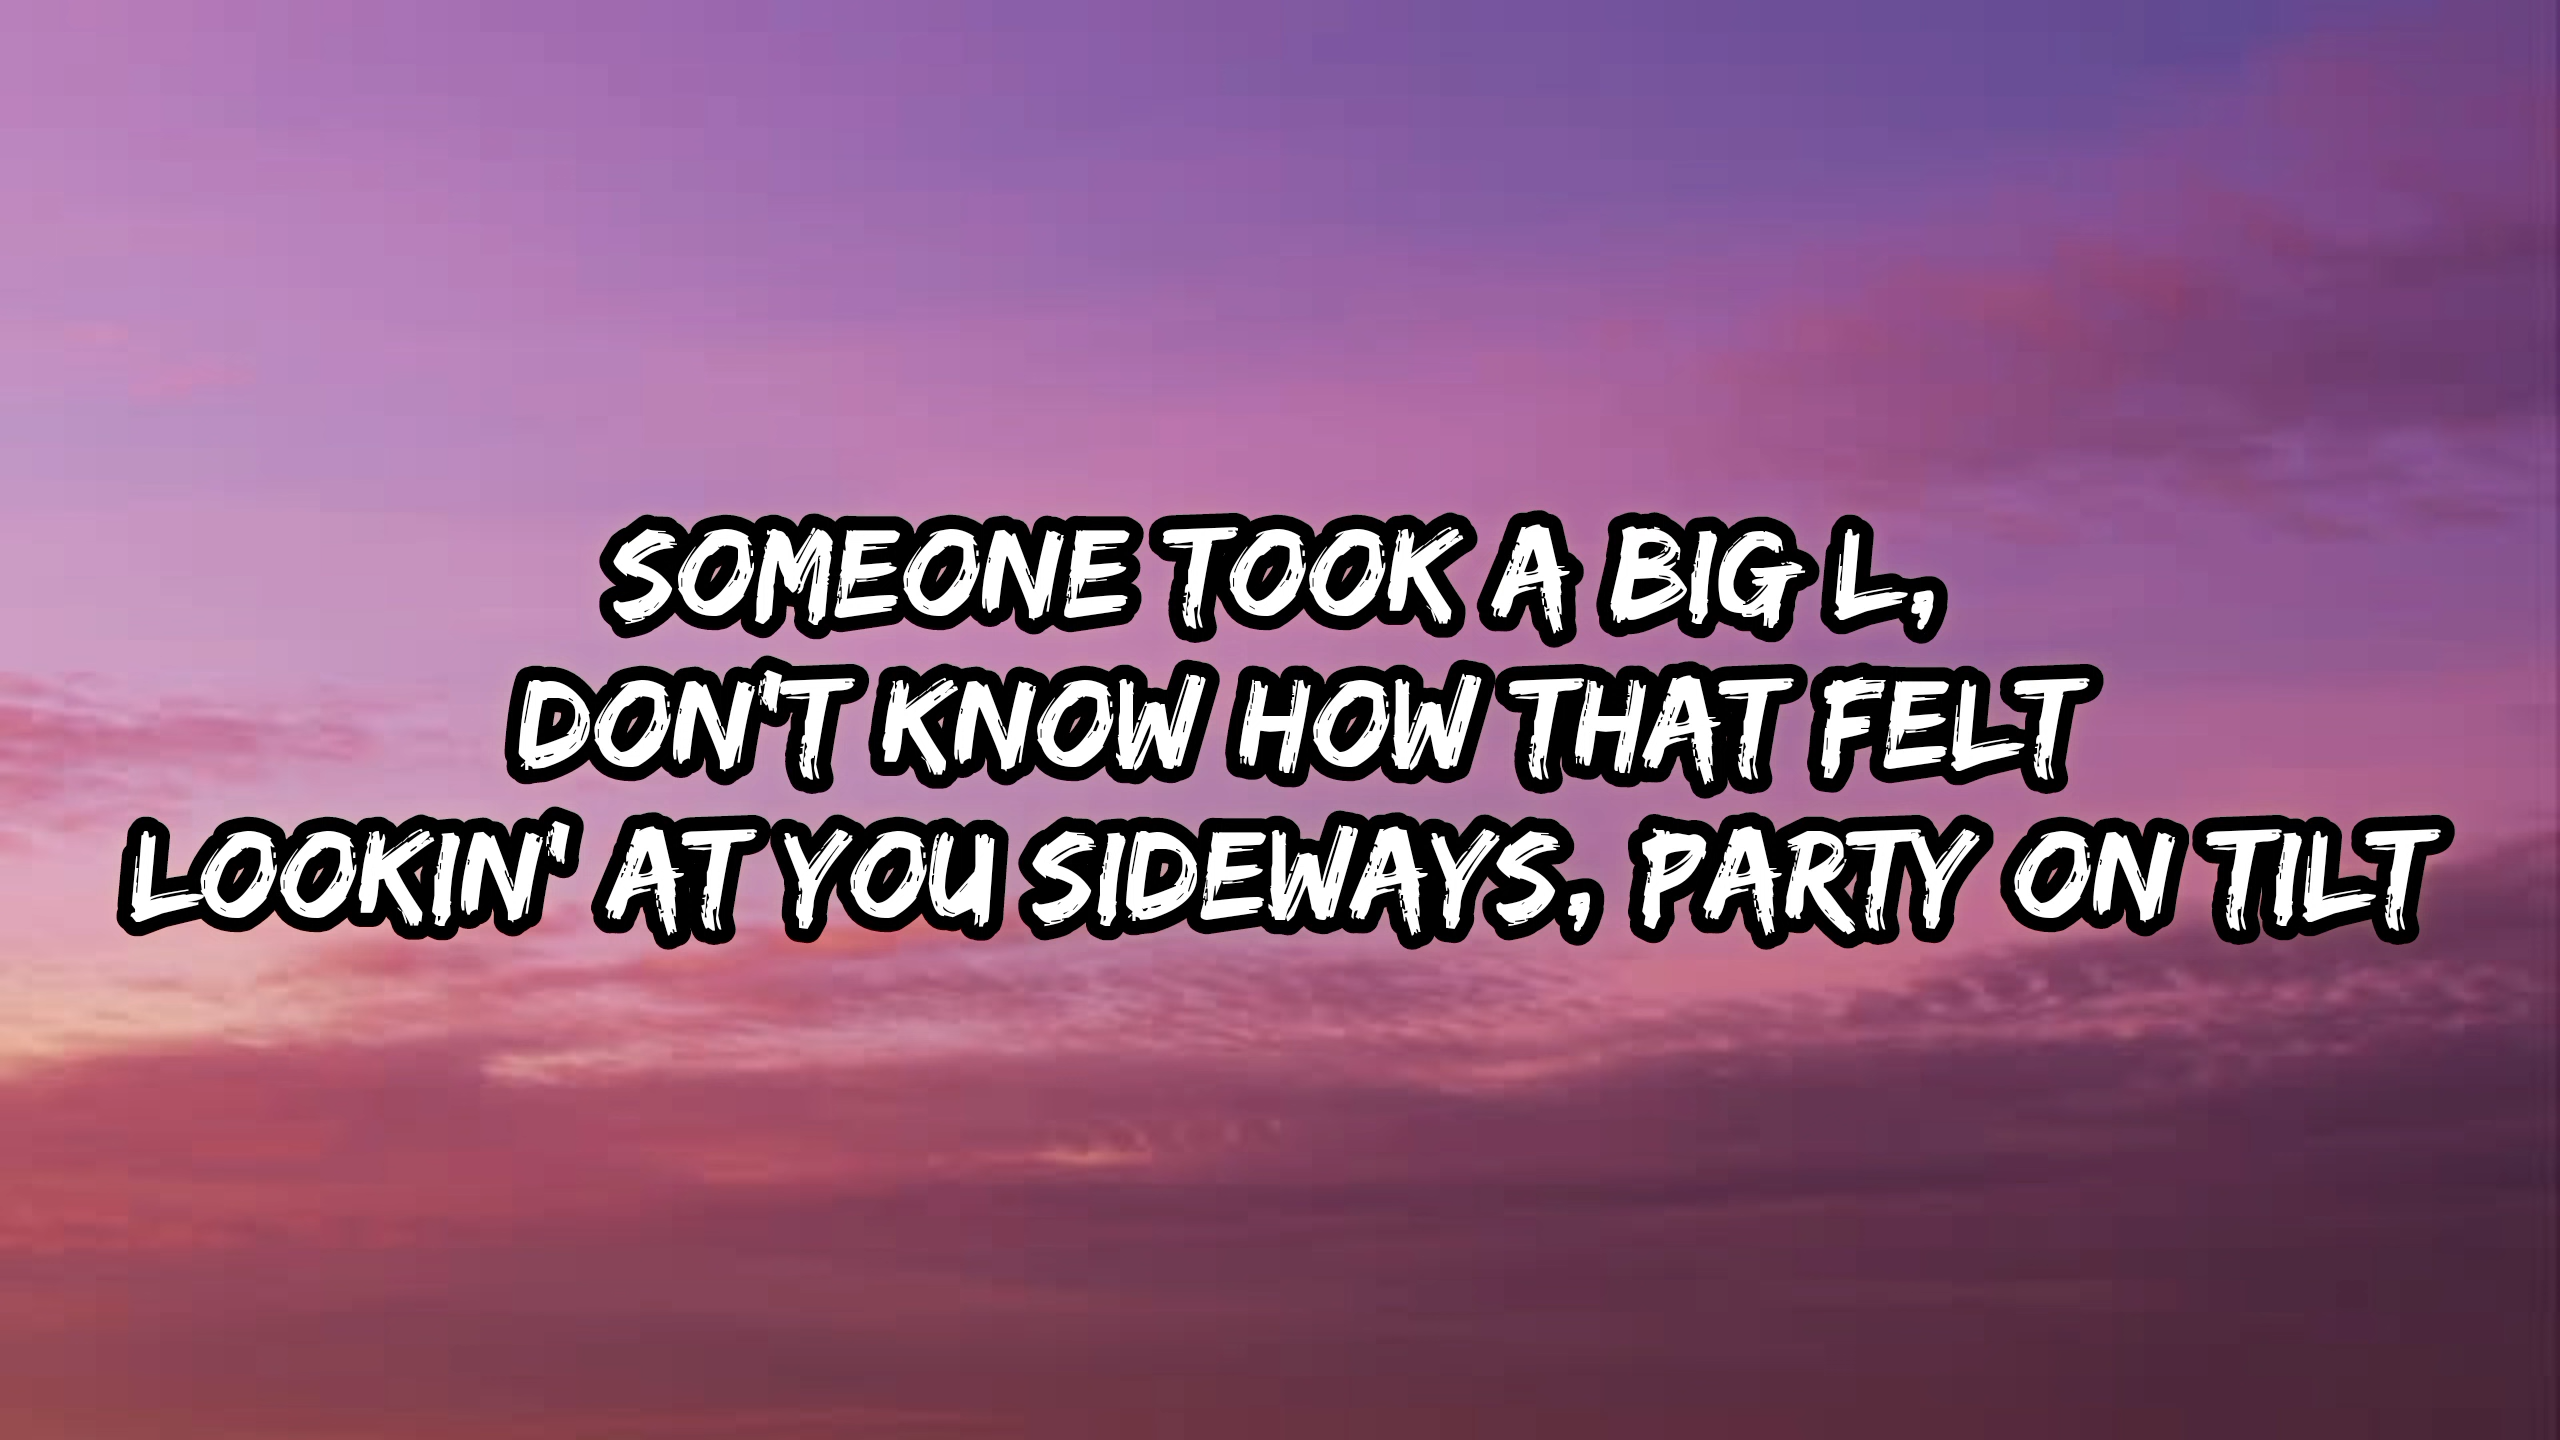 SOMEONE TOOK A BIG L,
DON'T KNOW HOW THAT FELT
LOOKIN' AT YOU SIDEWAYS, PARTY ON TILT